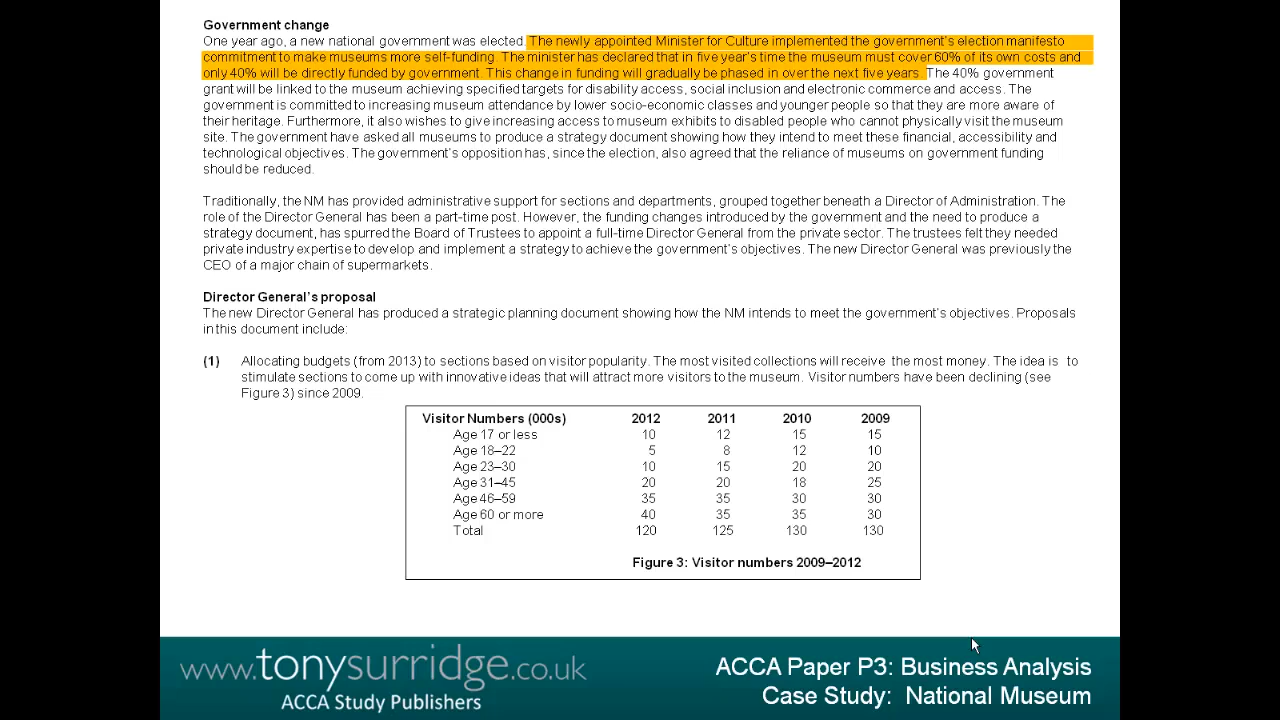 Government change
One year ago, a new national government was elected. The newly appointed Minister for Culture implemented the government's election manifesto
commitment to make museums more self-funding. The minister has declared that in five year's time the museum must cover 60% of its own costs and
only 40% will be directly funded by government. This change in funding will gradually be phased in over the next five years. The 40% government
grant will be linked to the museum achieving specified targets for disability access, social inclusion and electronic commerce and access. The
government is committed to increasing museum attendance by lower socio-economic classes and younger people so that they are more aware of
their heritage. Furthermore, it also wishes to give increasing access to museum exhibits to disabled people who cannot physically visit the museum
site. The government have asked all museums to produce a strategy document showing how they intend to meet these financial, accessibility and
technological objectives. The government's opposition has, since the election, also agreed that the reliance of museums on government funding
should be reduced.
Traditionally, the NM has provided administrative support for sections and departments, grouped together beneath a Director of Administration. The
role of the Director General has been a part-time post. However, the funding changes introduced by the government and the need to produce a
strategy document, has spurred the Board of Trustees to appoint a full-time Director General from the private sector. The trustees felt they needed
private industry expertise to develop and implement a strategy to achieve the government's objectives. The new Director General was previously the
CEO of a major chain of supermarkets.
Director General's proposal
The new Director General has produced a strategic planning document showing how the NM intends to meet the government's objectives. Proposals
in this document include:
(1) Allocating budgets (from 2013) to sections based on visitor popularity. The most visited collections will receive the most money. The idea is to
stimulate sections to come up with innovative ideas that will attract more visitors to the museum. Visitor numbers have been declining (see
Figure 3) since 2009.
Visitor Numbers (000s) 2012 2011 2010 2009
Age 17 or less 10 12 15 15
Age 18–22 5 8 12 10
Age 23–30 10 15 20 20
Age 31–45 20 20 18 25
Age 46–59 35 35 30 30
Age 60 or more 40 35 35 30
Total 120 125 130 130
Figure 3: Visitor numbers 2009–2012
www.tonysurridge.co.uk
ACCA Study Publishers
ACCA Paper P3: Business Analysis
Case Study: National Museum